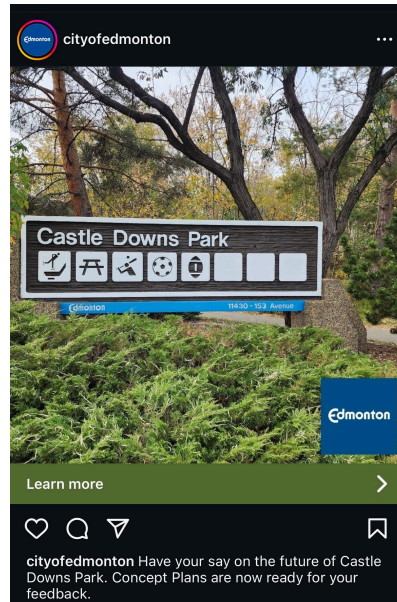 Edmonton
cityofedmonton
Castle Downs Park
Edmonton
11430 - 153 Avenue
Edmonton
Learn more
cityofedmonton Have your say on the future of Castle
Downs Park. Concept Plans are now ready for your
feedback.